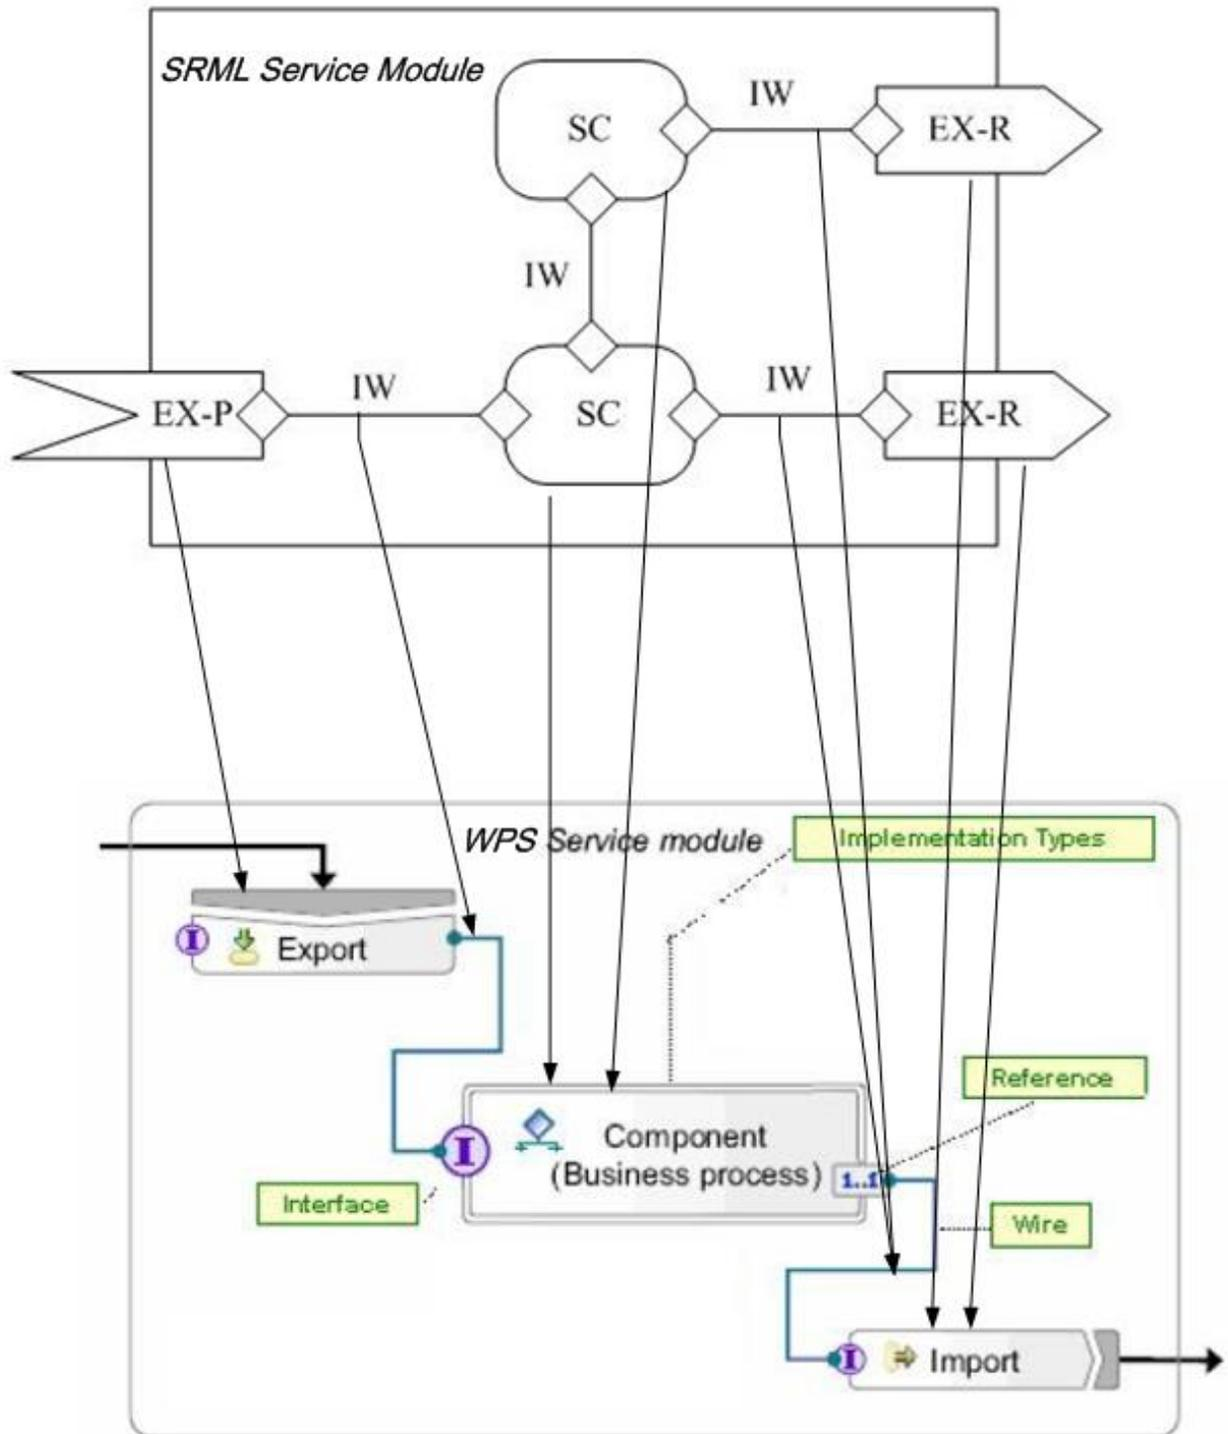 SRML Service Module
IW
SC
EX-R
IW
IW
IW
EX-P
SC
EX-R
WPS Service module
Implementation Types
I
Export
Reference
Component
I
(Business process)
1..1
Interface
Wire
I
Import